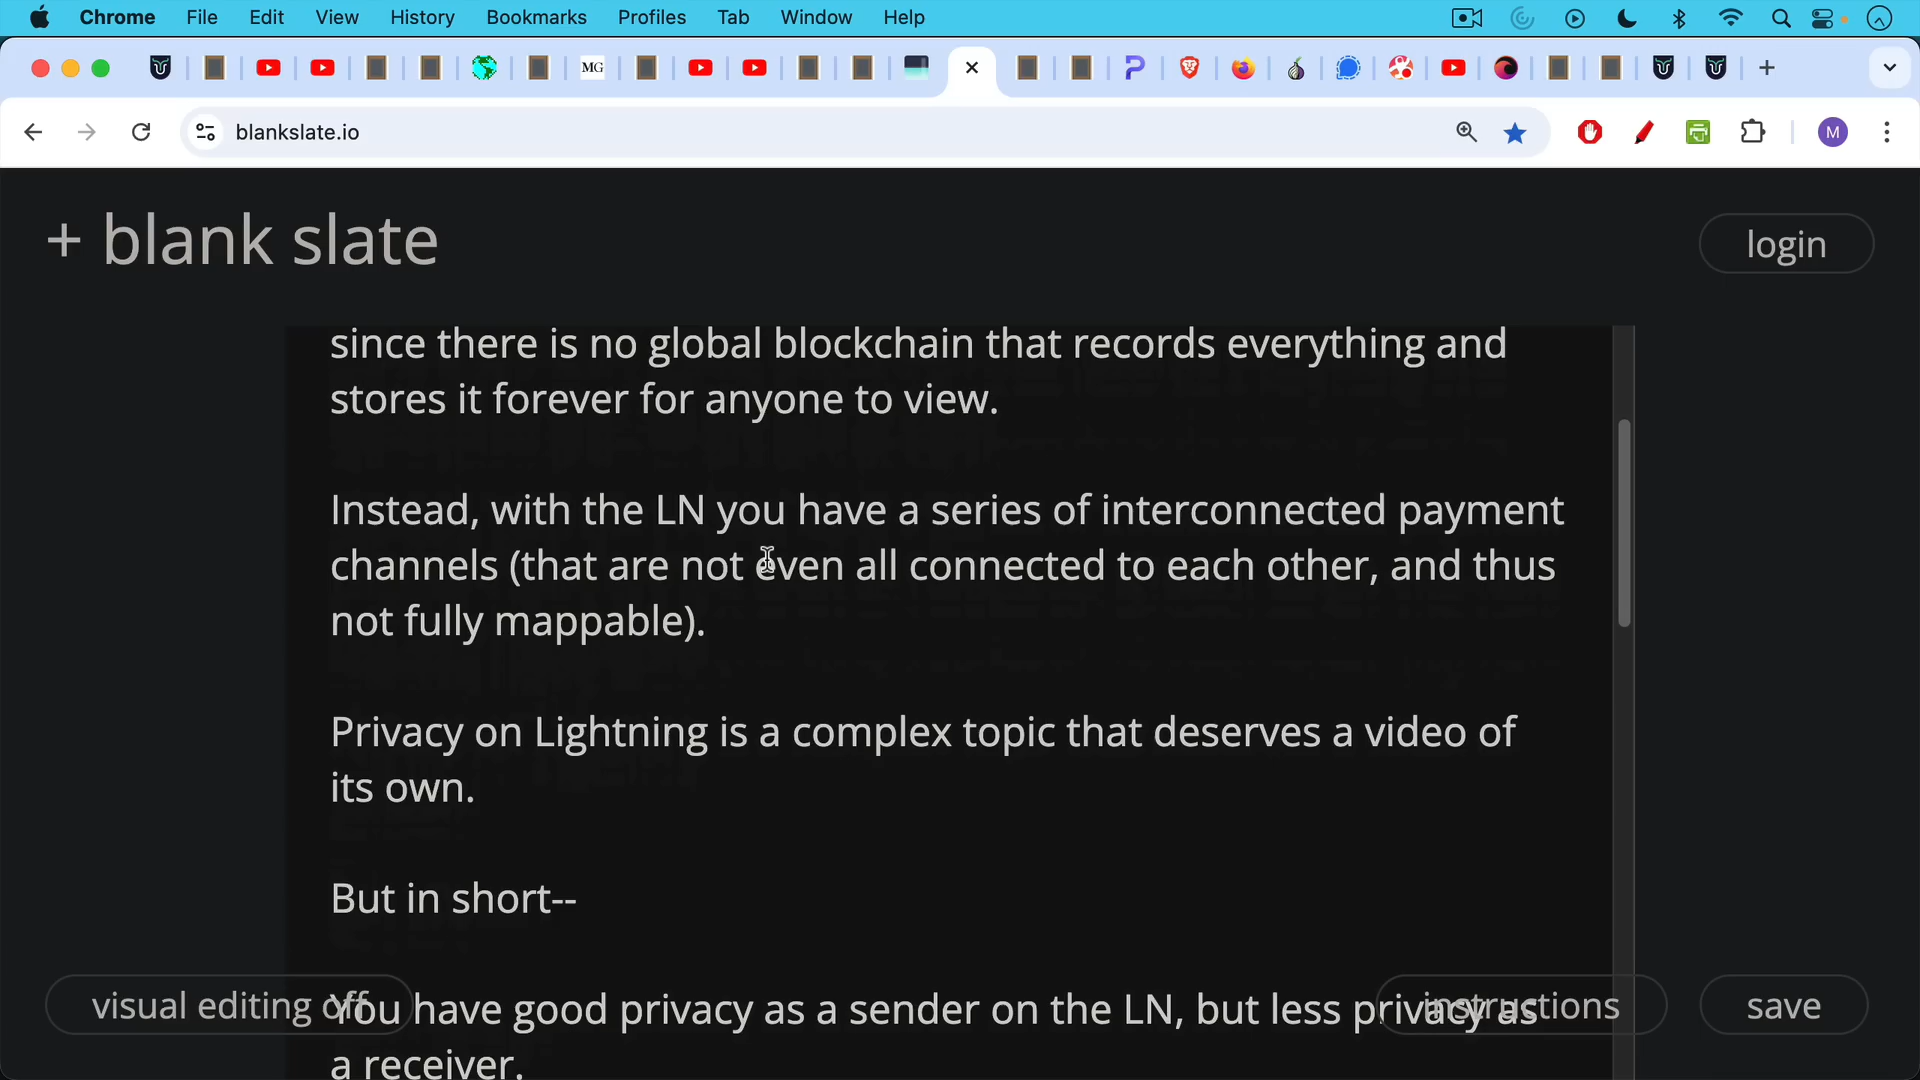 Chrome File Edit View History Bookmarks Profiles Tab Window Help
MG
blankslate.io
M
+ blank slate
login
since there is no global blockchain that records everything and
stores it forever for anyone to view.
Instead, with the LN you have a series of interconnected payment
channels (that are not even all connected to each other, and thus
not fully mappable).
Privacy on Lightning is a complex topic that deserves a video of
its own.
But in short--
You have good privacy as a sender on the LN, but less privacy as
a receiver.
visual editing off
instructions
save